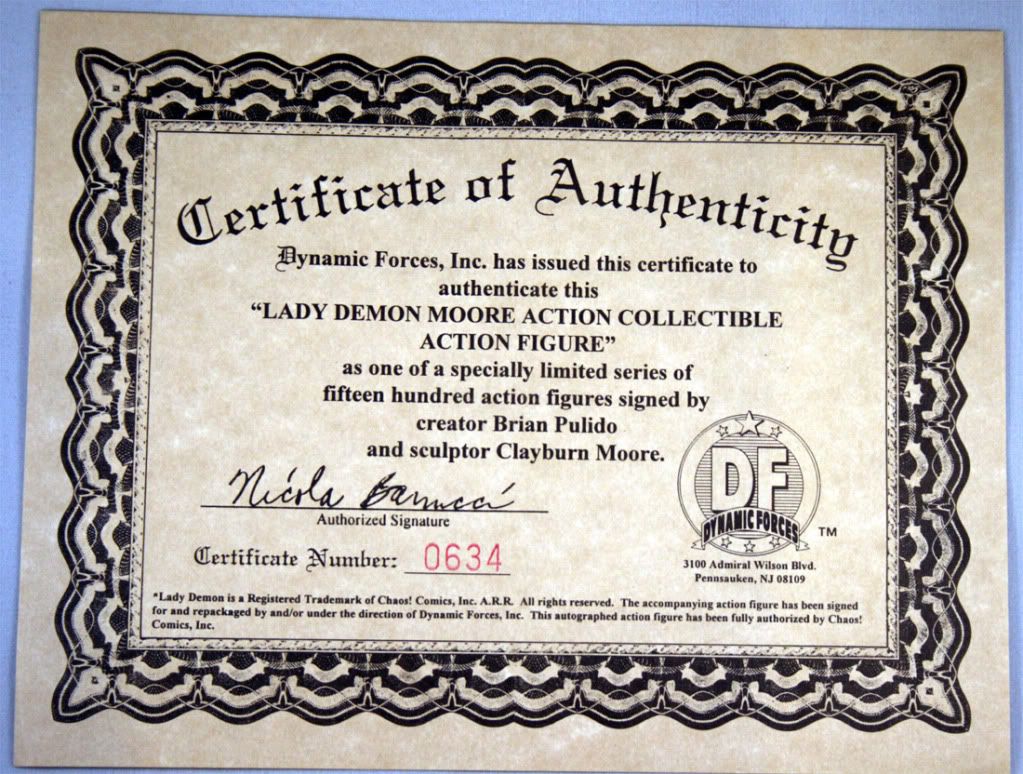 Certificate of Authenticity
Dynamic Forces, Inc. has issued this certificate to
authenticate this
“LADY DEMON MOORE ACTION COLLECTIBLE
ACTION FIGURE”
as one of a specially limited series of
fifteen hundred action figures signed by
creator Brian Pulido
and sculptor Clayburn Moore.
Nicola Barrucci
Authorized Signature
Certificate Number: 0634
DF
DYNAMIC FORCES
TM
3100 Admiral Wilson Blvd.
Pennsauken, NJ 08109
*Lady Demon is a Registered Trademark of Chaos! Comics, Inc. A.R.R. All rights reserved. The accompanying action figure has been signed
for and repackaged by and/or under the direction of Dynamic Forces, Inc. This autographed action figure has been fully authorized by Chaos!
Comics, Inc.